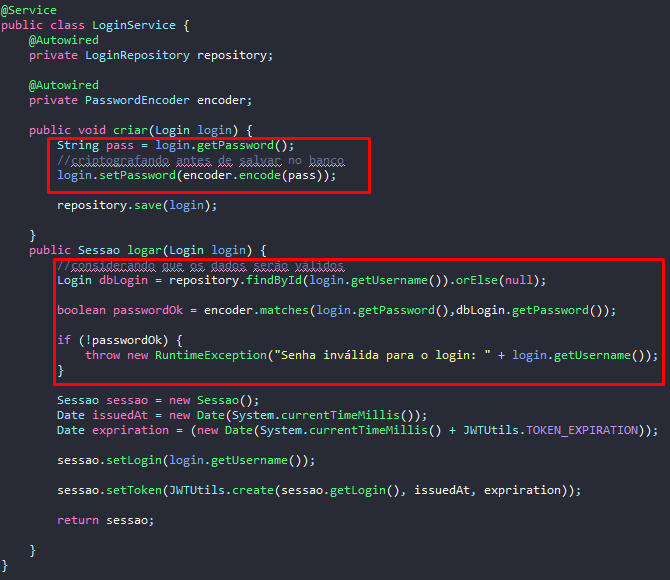 @Service
public class LoginService {
@Autowired
private LoginRepository repository;
@Autowired
private PasswordEncoder encoder;
public void criar(Login login) {
String pass = login.getPassword();
//criptografando antes de salvar no banco
login.setPassword(encoder.encode(pass));
repository.save(login);
}
public Sessao logar(Login login) {
//considerando que os dados serão válidos
Login dbLogin = repository.findById(login.getUsername()).orElse(null);
boolean passwordOk = encoder.matches(login.getPassword(),dbLogin.getPassword());
if (!passwordOk) {
throw new RuntimeException("Senha inválida para o login: " + login.getUsername());
}
Sessao sessao = new Sessao();
Date issuedAt = new Date(System.currentTimeMillis());
Date expriration = (new Date(System.currentTimeMillis() + JWTUtils.TOKEN_EXPIRATION));
sessao.setLogin(login.getUsername());
sessao.setToken(JWTUtils.create(sessao.getLogin(), issuedAt, expriration));
return sessao;
}
}